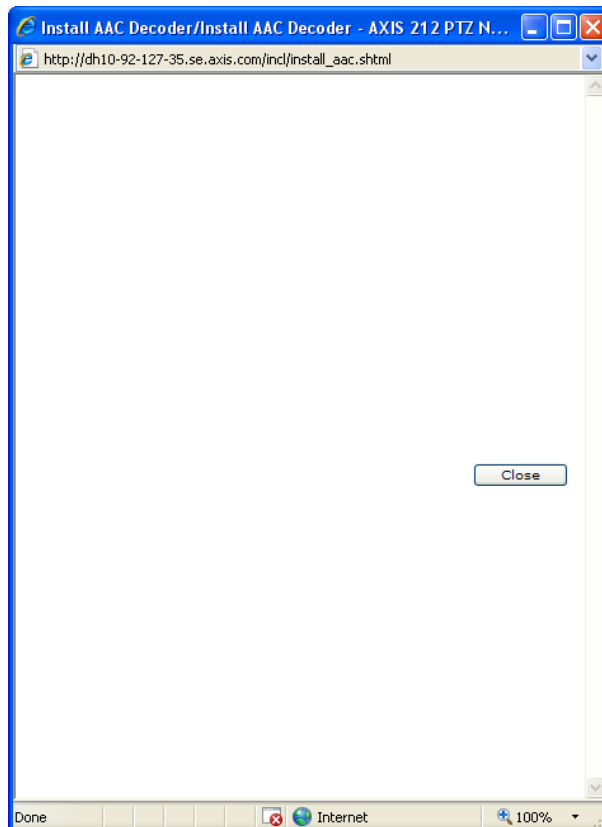 Install AAC Decoder/Install AAC Decoder - AXIS 212 PTZ N...
http://dh10-92-127-35.se.axis.com/incl/install_aac.shtml
Close
Done Internet 100%